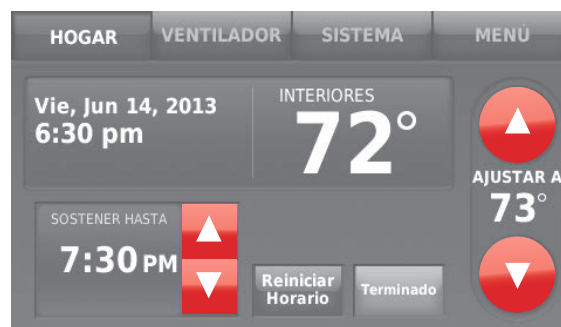 HOGAR
VENTILADOR
SISTEMA
MENÚ
Vie, Jun 14, 2013
6:30 pm
INTERIORES
72°
AJUSTAR A
73°
SOSTENER HASTA
7:30 PM
Reiniciar
Horario
Terminado